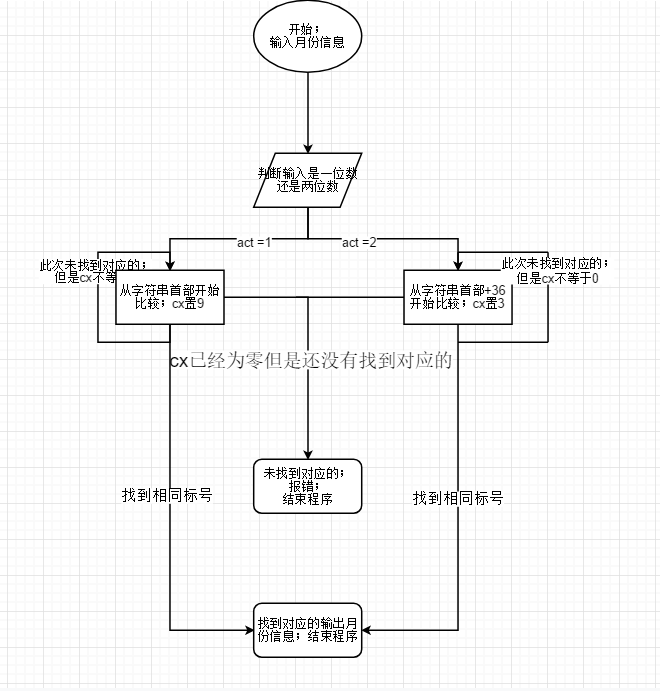 开始；
输入月份信息
判断输入是一位数
还是两位数
act =1
act =2
此次未找到对应的；
但是cx不等
此次未找到对应的；
但是cx不等于0
从字符串首部开始
比较；cx置9
从字符串首部+36
开始比较；cx置3
cx已经为零但是还没有找到对应的
未找到对应的；
报错；
结束程序
找到相同标号
找到相同标号
找到对应的输出月
份信息；结束程序